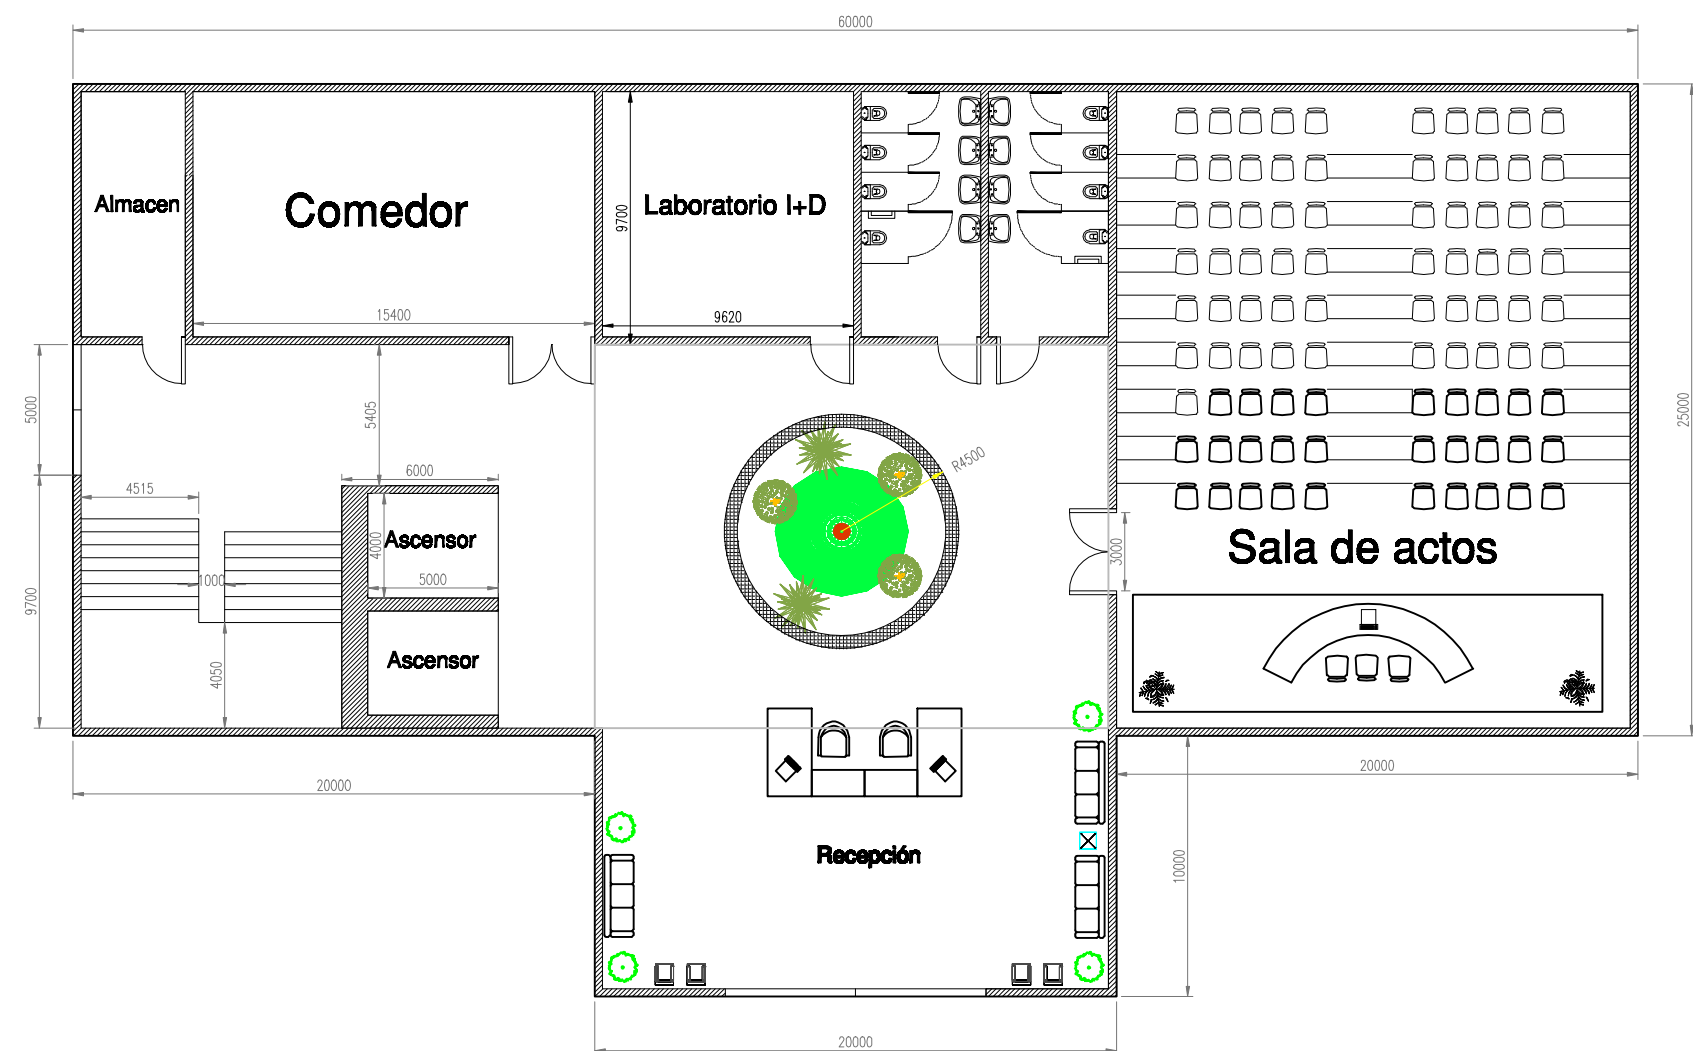 60000
Almacen
Comedor
Laboratorio I+D
9700
15400
9620
5000
5405
25000
6000
4515
R4500
Ascensor
4000
5000
1000
3000
Sala de actos
9700
4050
Ascensor
20000
20000
Recepción
10000
20000